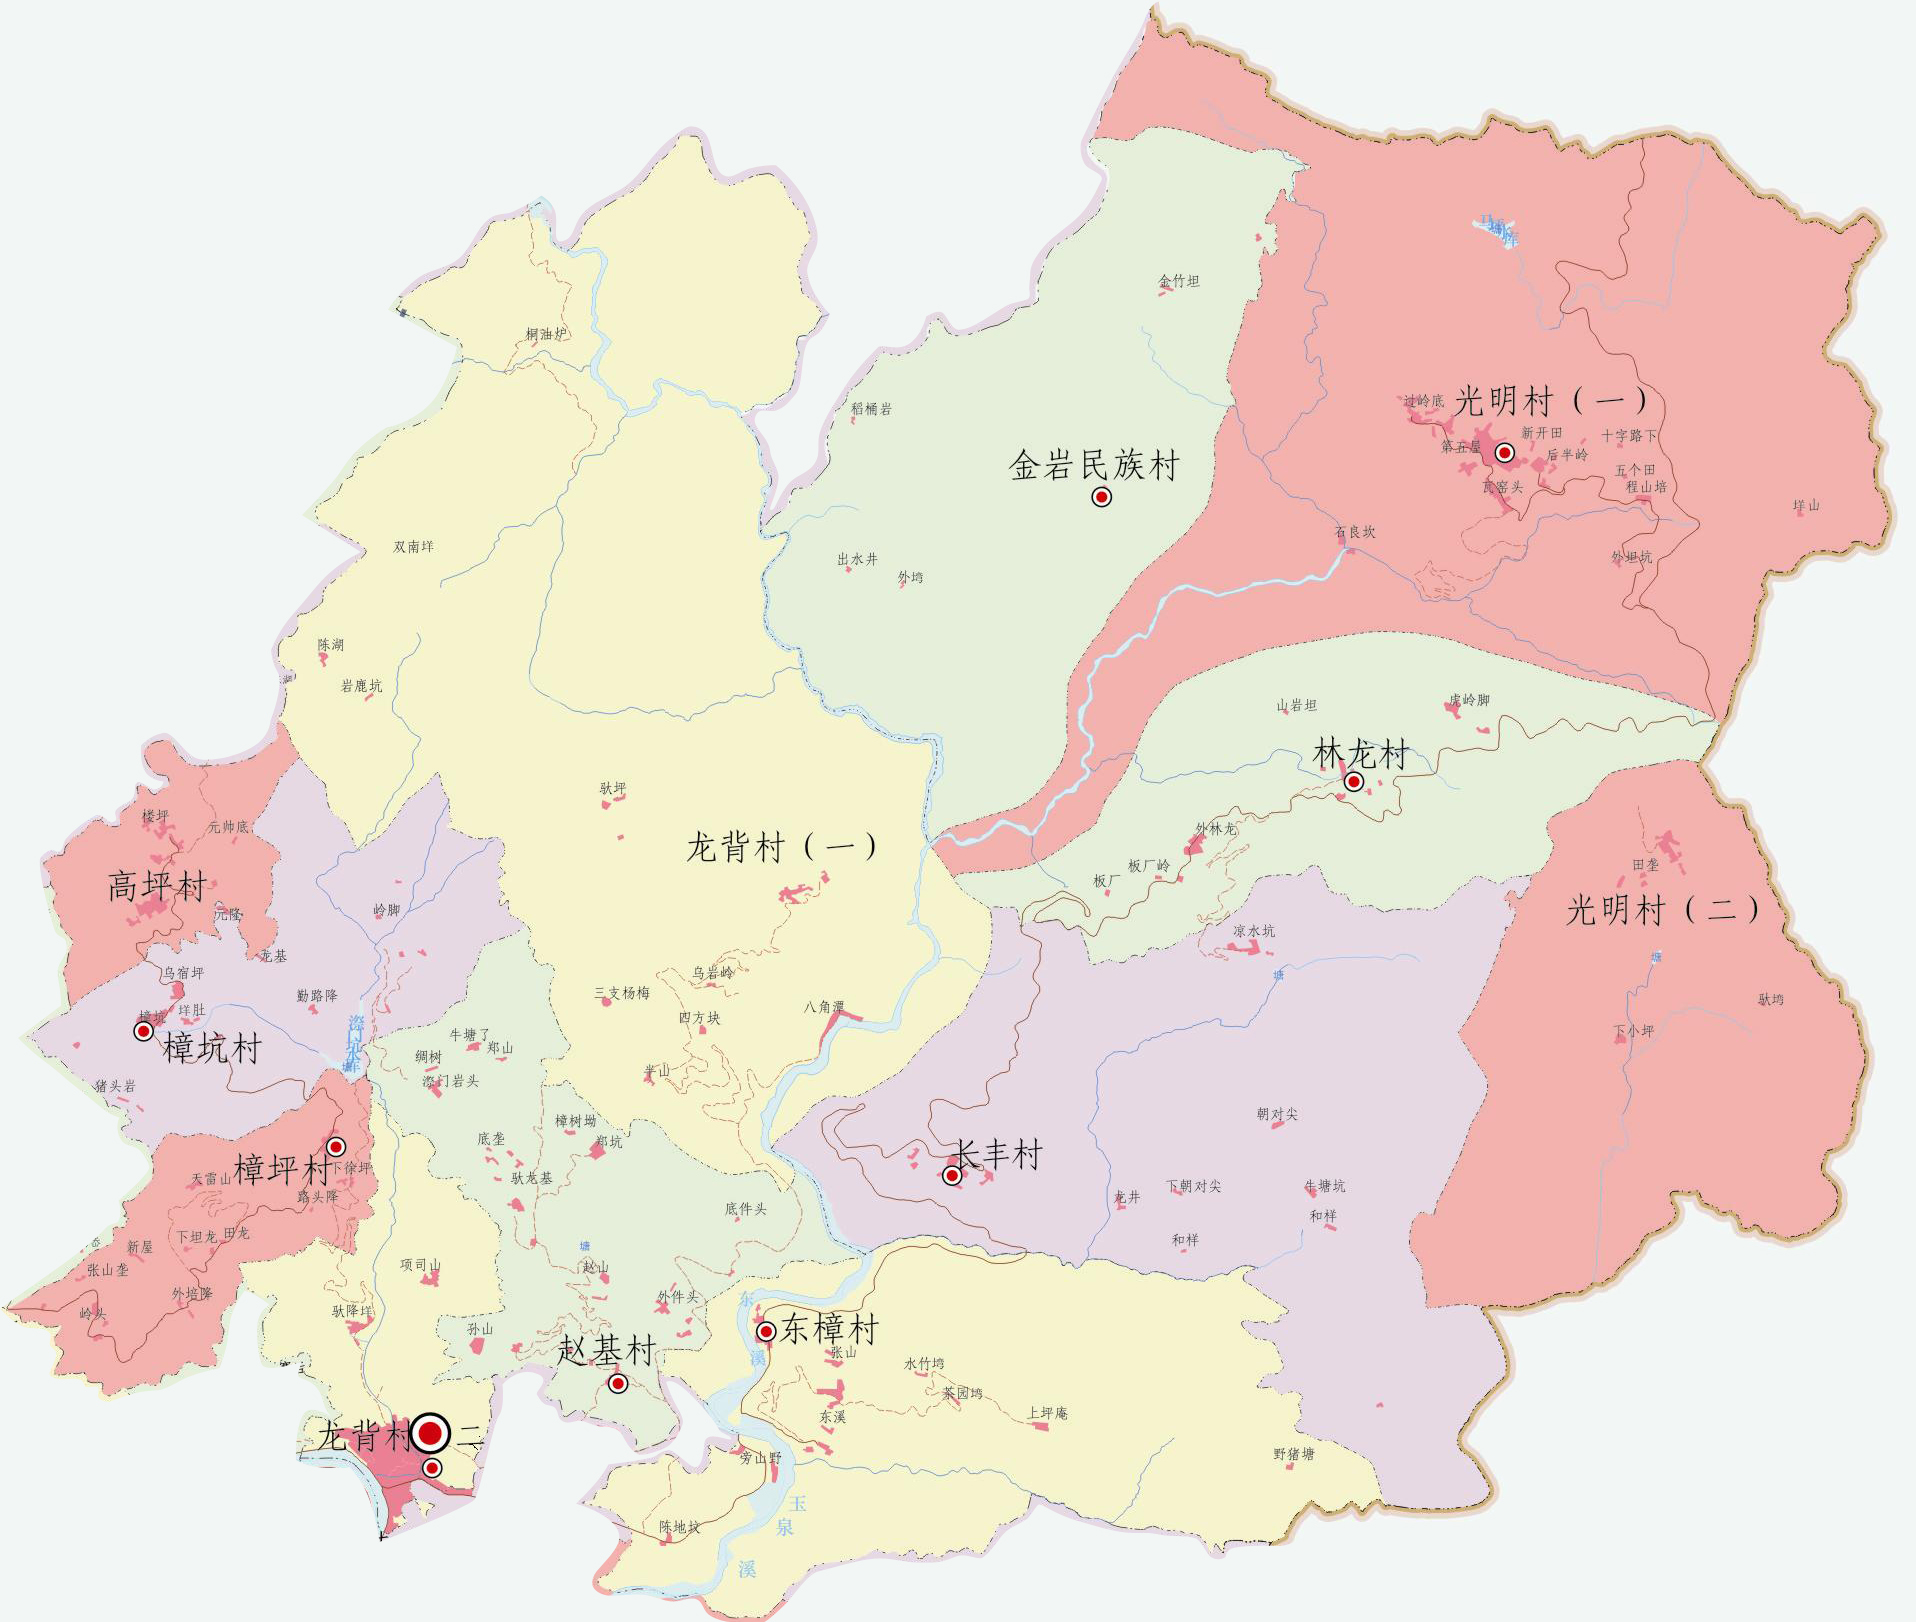 马
塘
库
金竹坦
桐油炉
过岭底
光明村（一）
稻桶岩
新开田
十字路下
第五屋
后半岭
金岩民族村
五个田
瓦窑头
程山培
垟山
石良坎
双南垟
出水井
外垱
外坦坑
陈湖
岩鹿坑
山岩坦
虎岭脚
林龙村
驮坪
楼坪
元帅底
龙背村（一）
外林龙
板厂岭
板厂
田垄
高坪村
元隆
岭脚
光明村（二）
凉水坑
龙基
塘
塘
乌宿坪
乌岩岭
勤路降
三支杨梅
驮垮
樟坑
垟肚
四方块
八角潭
下小坪
樟坑村
牛塘了
郑山
绸树
漈门岩头
半山
猪头岩
朝对尖
樟树坳
底垄
郑坑
长丰村
樟坪村
下徐坪
天雷山
路头降
驮龙基
龙井
下朝对尖
牛塘坑
底件头
和样
和样
下坦龙
田龙
新屋
塘
张山垄
项司山
赵山
外培降
外件头
东
岭头
驮降垟
孙山
东樟村
赵基村
溪
张山
水竹垮
茶园垮
东溪
上坪庵
龙背村
二
旁山野
野猪塘
玉
泉
溪
陈地坟